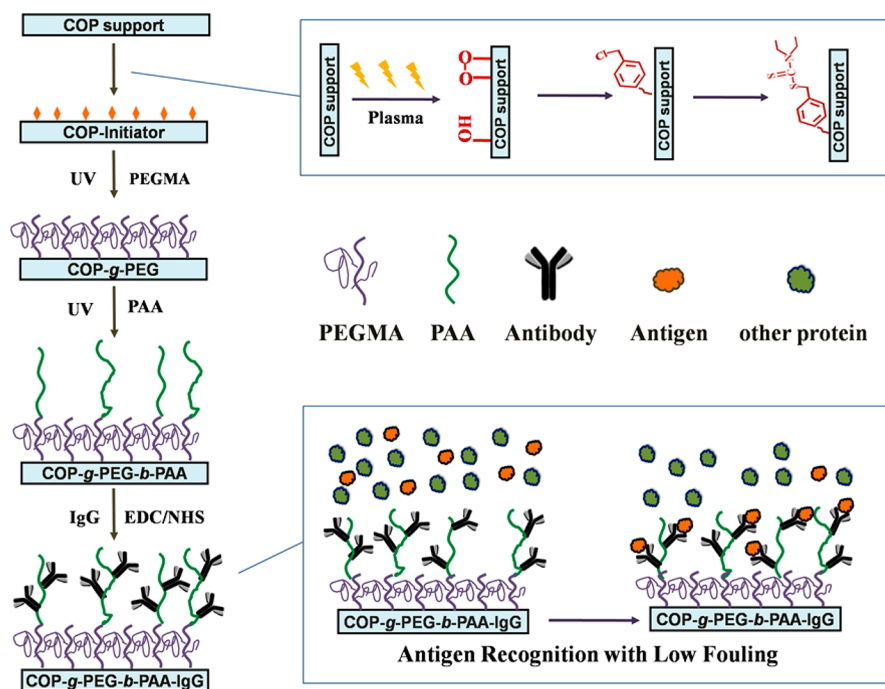 COP support
COP-Initiator
UV PEGMA
COP-g-PEG
UV PAA
COP-g-PEG-b-PAA
IgG EDC/NHS
COP-g-PEG-b-PAA-IgG
COP support
Plasma
O
O
OH
COP support
Cl
COP support
N
S
C
S
COP support
PEGMA PAA Antibody Antigen other protein
COP-g-PEG-b-PAA-IgG
COP-g-PEG-b-PAA-IgG
Antigen Recognition with Low Fouling